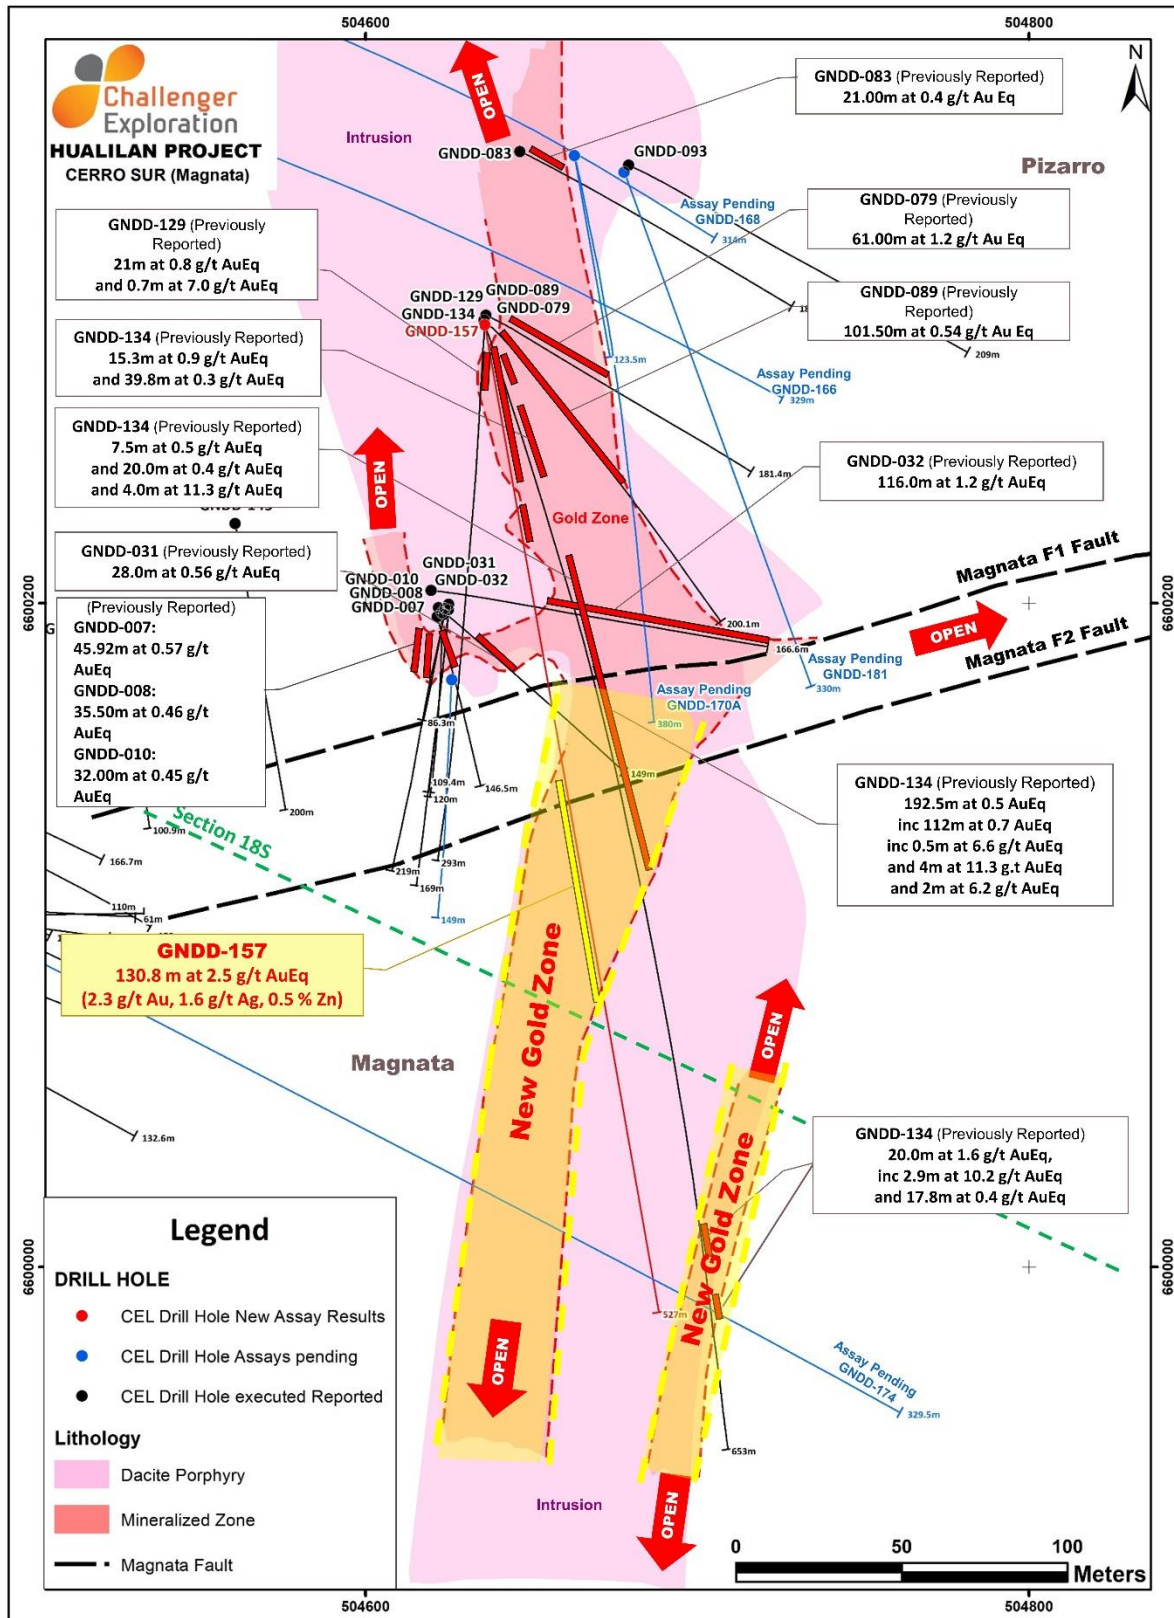 504600
504800
Challenger
Exploration
HUALILAN PROJECT
CERRO SUR (Magnata)
N
OPEN
Intrusion
GNDD-083 (Previously Reported)
21.00m at 0.4 g/t Au Eq
GNDD-083
GNDD-093
Pizarro
Assay Pending
GNDD-168
314m
GNDD-079 (Previously
Reported)
61.00m at 1.2 g/t Au Eq
GNDD-129 (Previously
Reported)
21m at 0.8 g/t AuEq
and 0.7m at 7.0 g/t AuEq
GNDD-129
GNDD-089
GNDD-134
GNDD-079
GNDD-157
GNDD-089 (Previously
Reported)
101.50m at 0.54 g/t Au Eq
209m
123.5m
Assay Pending
GNDD-166
329m
GNDD-134 (Previously Reported)
15.3m at 0.9 g/t AuEq
and 39.8m at 0.3 g/t AuEq
GNDD-134 (Previously Reported)
7.5m at 0.5 g/t AuEq
and 20.0m at 0.4 g/t AuEq
and 4.0m at 11.3 g/t AuEq
OPEN
181.4m
GNDD-032 (Previously Reported)
116.0m at 1.2 g/t AuEq
Gold Zone
GNDD-031 (Previously Reported)
28.0m at 0.56 g/t AuEq
GNDD-031
GNDD-010
GNDD-032
GNDD-008
GNDD-007
Magnata F1 Fault
6600200
6600200
200.1m
166.6m
OPEN
Magnata F2 Fault
(Previously Reported)
GNDD-007:
45.92m at 0.57 g/t
AuEq
GNDD-008:
35.50m at 0.46 g/t
AuEq
GNDD-010:
32.00m at 0.45 g/t
AuEq
Assay Pending
GNDD-181
330m
Assay Pending
GNDD-170A
380m
86.3m
149m
109.4m
120m
146.5m
200m
100.9m
Section 18S
166.7m
219m
169m
293m
149m
110m
61m
GNDD-134 (Previously Reported)
192.5m at 0.5 AuEq
inc 112m at 0.7 AuEq
inc 0.5m at 6.6 g/t AuEq
and 4m at 11.3 g.t AuEq
and 2m at 6.2 g/t AuEq
GNDD-157
130.8 m at 2.5 g/t AuEq
(2.3 g/t Au, 1.6 g/t Ag, 0.5 % Zn)
New Gold Zone
OPEN
Magnata
132.6m
New Gold Zone
GNDD-134 (Previously Reported)
20.0m at 1.6 g/t AuEq,
inc 2.9m at 10.2 g/t AuEq
and 17.8m at 0.4 g/t AuEq
6600000
527m
OPEN
Assay Pending
GNDD-174
329.5m
653m
Intrusion
OPEN
Legend
DRILL HOLE
CEL Drill Hole New Assay Results
CEL Drill Hole Assays pending
CEL Drill Hole executed Reported
Lithology
Dacite Porphyry
Mineralized Zone
Magnata Fault
0 50 100
Meters
504600
504800